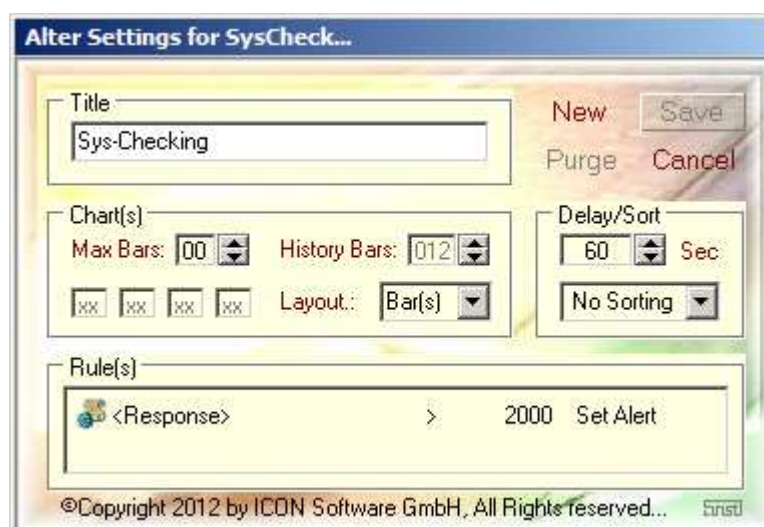 Alter Settings for SysCheck...
Title
New Save
Sys-Checking
Purge Cancel
Chart(s) Delay/Sort
Max Bars: 00 History Bars: 012 60 Sec
xx xx xx xx Layout.: Bar(s) No Sorting
Rule(s)
<Response> > 2000 Set Alert
©Copyright 2012 by ICON Software GmbH, All Rights reserved...